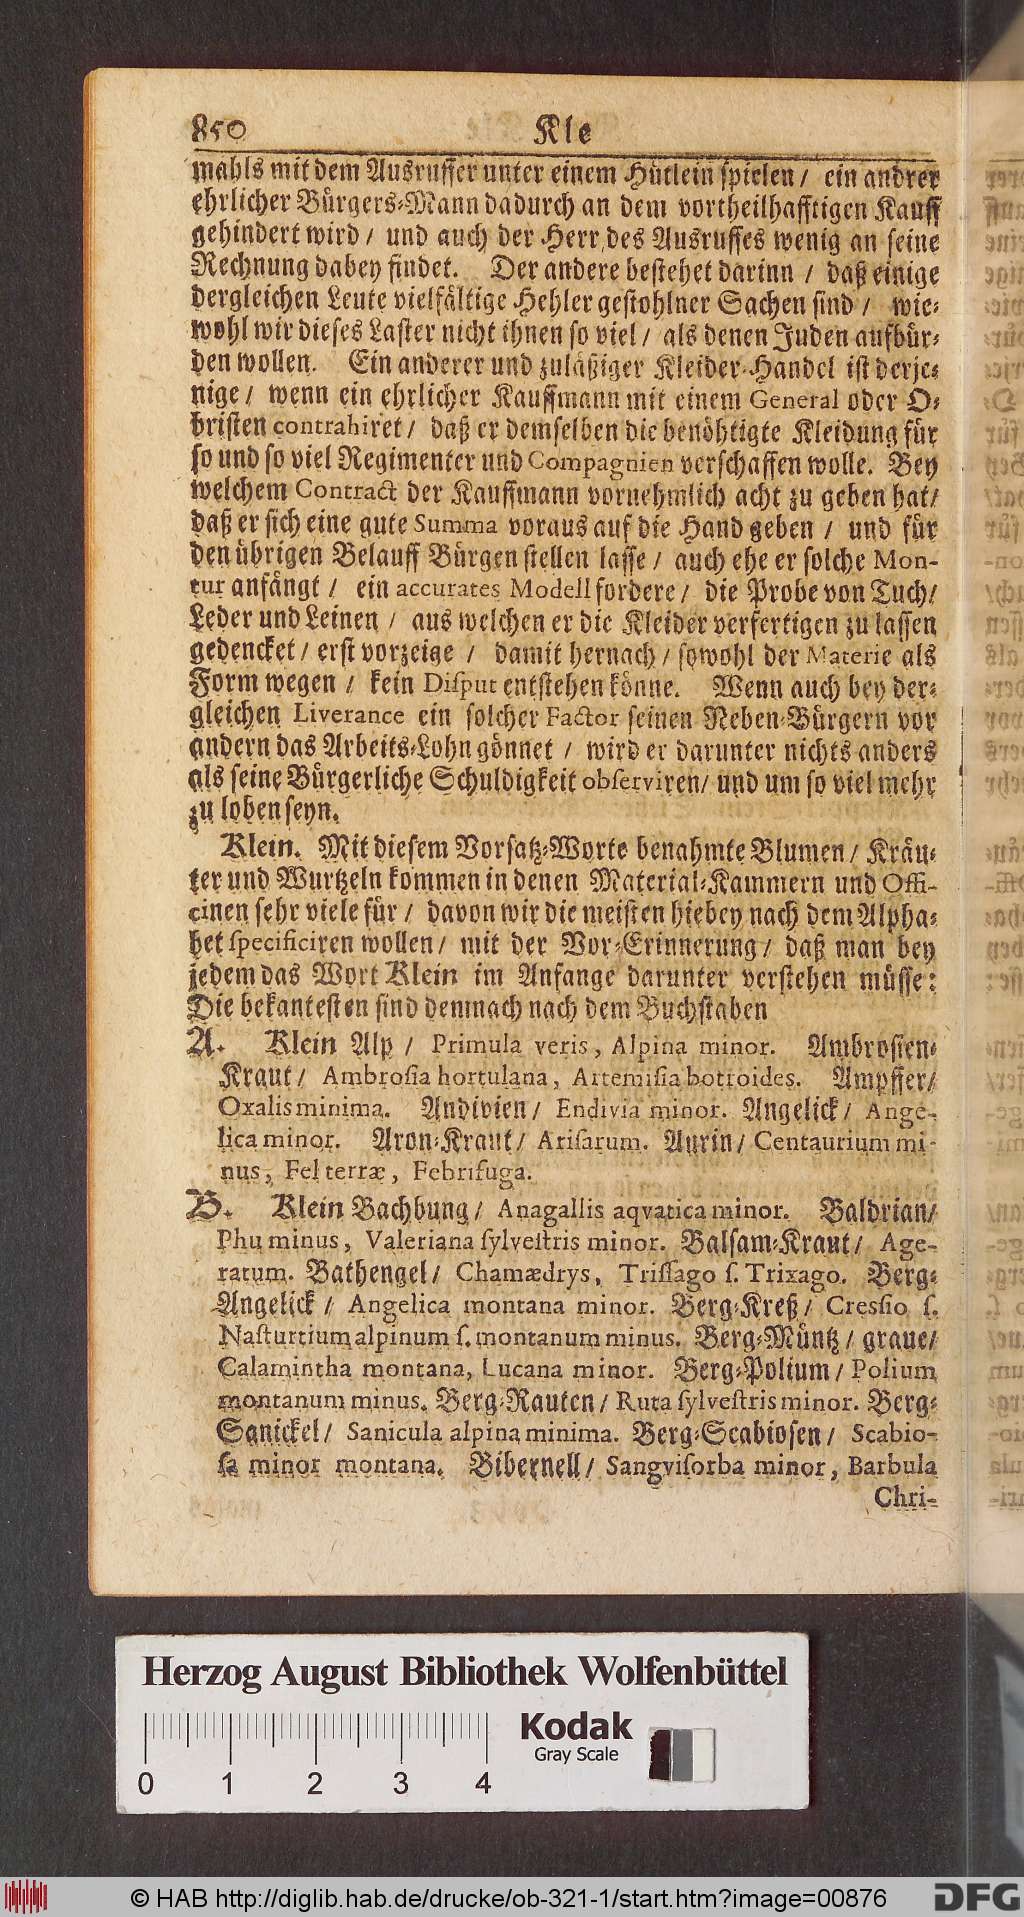 850 Kle
mahls mit dem Ausruffer unter einem Hütlein spielen / ein andrer
ehrlicher Bürgers-Mann dadurch an dem vortheilhafftigen Kauff
gehindert wird / und auch der Herr des Ausruffes wenig an seine
Rechnung dabey findet. Der andere bestehet darinn / daß einige
dergleichen Leute vielfältige Hehler gestohlner Sachen sind / wie-
wohl wir dieses Laster nicht ihnen so viel / als denen Juden aufbür-
den wollen. Ein anderer und zuläßiger Kleider-Handel ist derje-
nige / wenn ein ehrlicher Kauffmann mit einem General oder O-
bristen contrahiret / daß er demselben die benöhtigte Kleidung für
so und so viel Regimenter und Compagnien verschaffen wolle. Bey
welchem Contract der Kauffmann vornehmlich acht zu geben hat /
daß er sich eine gute Summa voraus auf die Hand geben / und für
den übrigen Belauff Bürgen stellen lasse / auch ehe er solche Mon-
tur anfängt / ein accurates Modell fordere / die Probe von Tuch /
Leder und Leinen / aus welchen er die Kleider verfertigen zu lassen
gedencket / erst vorzeige / damit hernach / sowohl der Materie als
Form wegen / kein Disput entstehen könne. Wenn auch bey der-
gleichen Liverance ein solcher Factor seinen Neben-Bürgern vor
andern das Arbeits-Lohn gönnet / wird er darunter nichts anders
als seine Bürgerliche Schuldigkeit observiren / und um so viel mehr
zu loben seyn.
Klein. Mit diesem Vorsatz-Worte benahmte Blumen / Kräu-
ter und Wurtzeln kommen in denen Material-Kammern und Offi-
cinen sehr viele für / davon wir die meisten hiebey nach dem Alpha-
bet specificiren wollen / mit der Vor-Erinnerung / daß man bey
jedem das Wort Klein im Anfange darunter verstehen müsse:
Die bekantesten sind demnach nach dem Buchstaben
A. Klein Alp / Primula veris, Alpina minor. Ambrosien-
Kraut / Ambrosia hortulana, Artemisia botroides. Ampffer /
Oxalis minima. Andivien / Endivia minor. Angelick / Ange-
lica minor. Aron-Kraut / Arisarum. Aurin / Centaurium mi-
nus, Fel terræ, Febrifuga.
B. Klein Bachbung / Anagallis aqvatica minor. Baldrian /
Phu minus, Valeriana sylvestris minor. Balsam-Kraut / Age-
ratum. Bathengel / Chamædrys, Trissago s. Trixago. Berg-
Angelick / Angelica montana minor. Berg-Kreß / Cressio s.
Nasturtium alpinum s. montanum minus. Berg-Müntz / graue /
Calamintha montana, Lucana minor. Berg-Polium / Polium
montanum minus. Berg-Rauten / Ruta sylvestris minor. Berg-
Sanickel / Sanicula alpina minima. Berg-Scabiosen / Scabio-
sa minor montana. Bibernell / Sangvisorba minor, Barbula
Chri-
Herzog August Bibliothek Wolfenbüttel
Kodak
Gray Scale
0 1 2 3 4
© HAB http://diglib.hab.de/drucke/ob-321-1/start.htm?image=00876
DFG